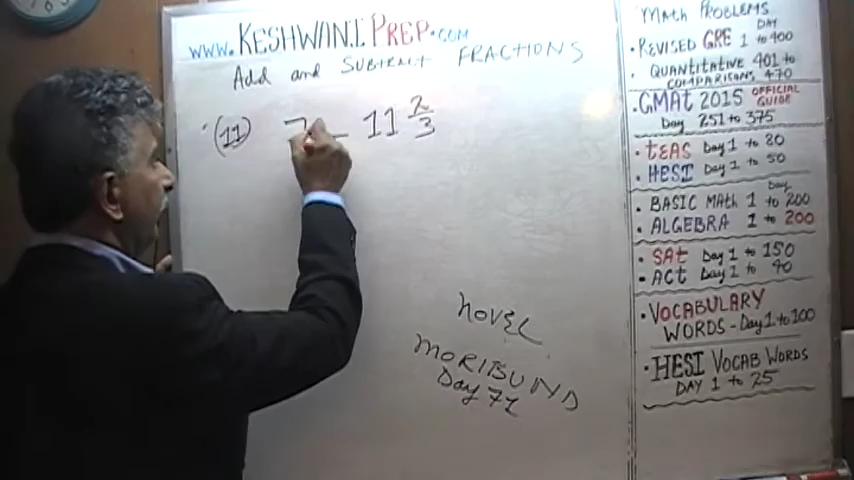 www.KESHWANIPREP.com
Add and SUBTRACT FRACTIONS
(11) 7 - 11 2/3
NOVEL
MORIBUND
Day 71
MATH PROBLEMS
DAY
• REVISED GRE 1 to 400
• QUANTITATIVE 401 to
COMPARISONS 470
• GMAt 2015 OFFICIAL
GUIDE
Day 251 to 375
• tEAS Day 1 to 80
• HESI Day 1 to 50
Day
• BASIC MAth 1 to 200
• ALGEBRA 1 to 200
• SAt Day 1 to 150
• ACt Day 1 to 40
• VOCABULARY
WORDS - Day 1 to 100
• HESI VOCAB WORDS
DAY 1 to 25